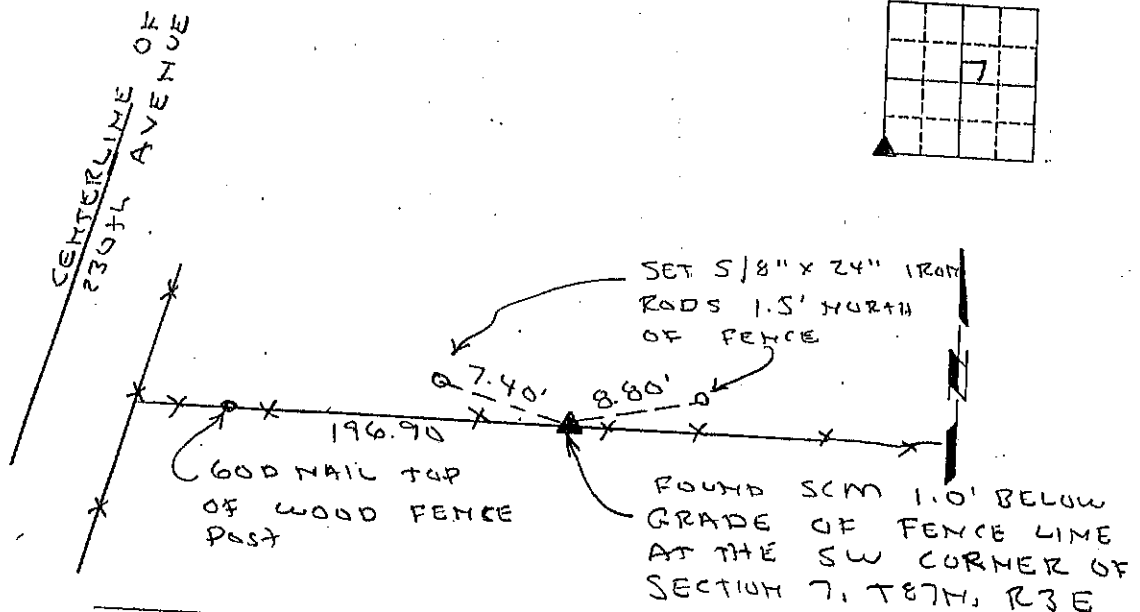 CENTERLINE OF
230th AVENUE
7
SET 5/8" x 24" IRON
RODS 1.5' NORTH
OF FENCE
N
7.40'
8.80'
196.90
60D NAIL TOP
OF WOOD FENCE
POST
FOUND SCM 1.0' BELOW
GRADE OF FENCE LINE
AT THE SW CORNER OF
SECTION 7, T87N, R3E